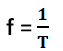 f = 1/T